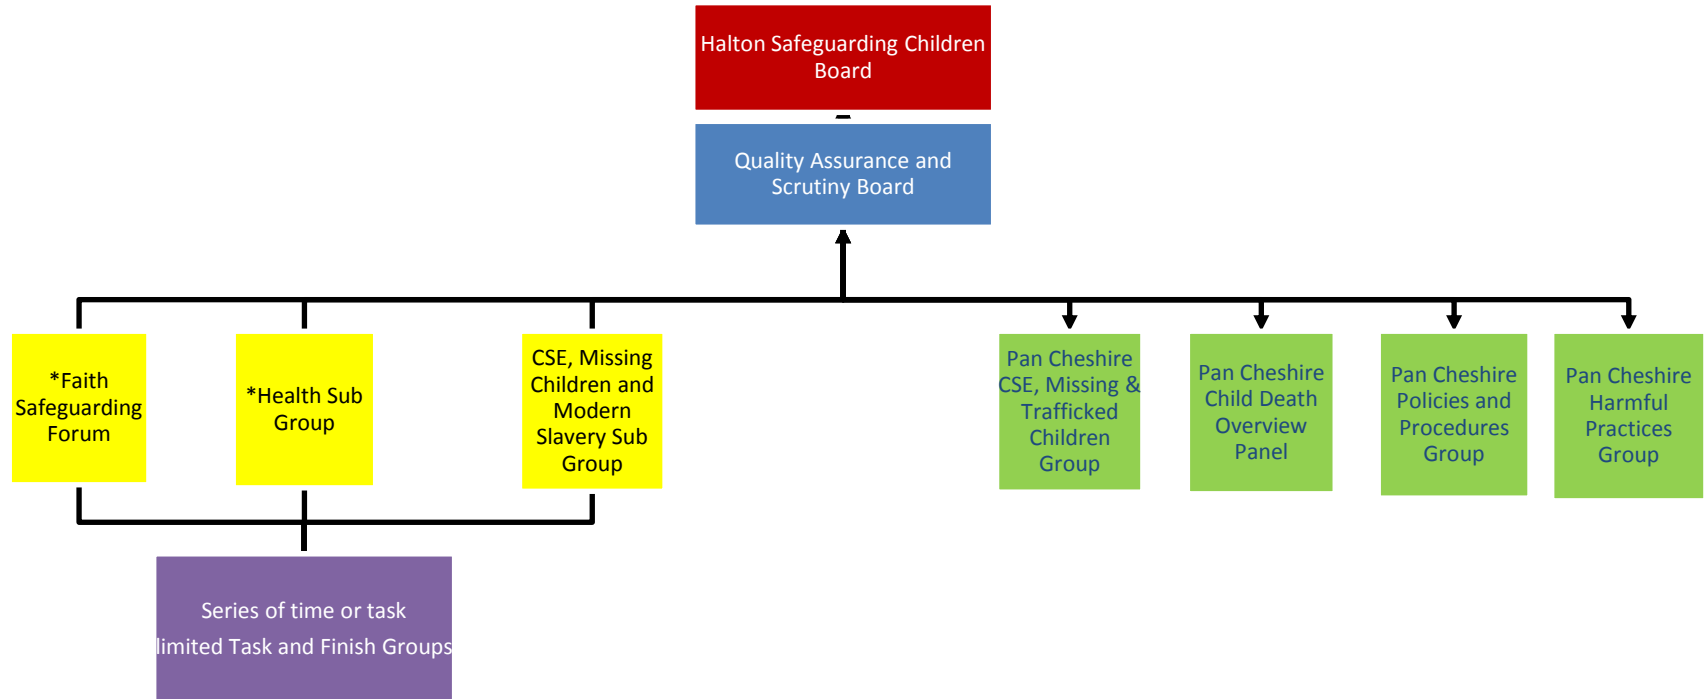 Halton Safeguarding Children
Board
Quality Assurance and
Scrutiny Board
*Faith
Safeguarding
Forum
*Health Sub
Group
CSE, Missing
Children and
Modern
Slavery Sub
Group
Pan Cheshire
CSE, Missing &
Trafficked
Children
Group
Pan Cheshire
Child Death
Overview
Panel
Pan Cheshire
Policies and
Procedures
Group
Pan Cheshire
Harmful
Practices
Group
Series of time or task
limited Task and Finish Groups